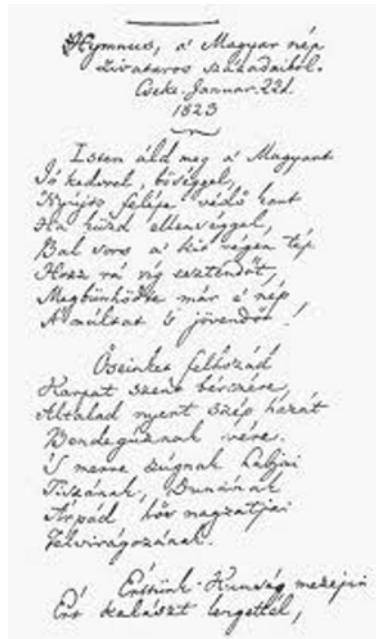 Hymnus, a' Magyar nép
zivataros századaiból.
Cseke. Januar. 22d.
1823
Isten áld meg a' Magyart
Jó kedvvel, bőséggel,
Nyújts feléje védő kart
Ha küzd ellenséggel,
Bal sors a' kit régen tép
Hozz rá víg esztendőt,
Megbűnhődte már e' nép
A' múltat 's jövendőt!
Őseinket felhozád
Kárpát szent bérczére,
Általad nyert szép hazát
Bendegúznak vére.
'S merre zúgnak habjai
Tiszának, Dunának
Árpád hős magzatjai
Felvirágozának.
Értünk Kunság mezején
Ért kalászt lengettél,